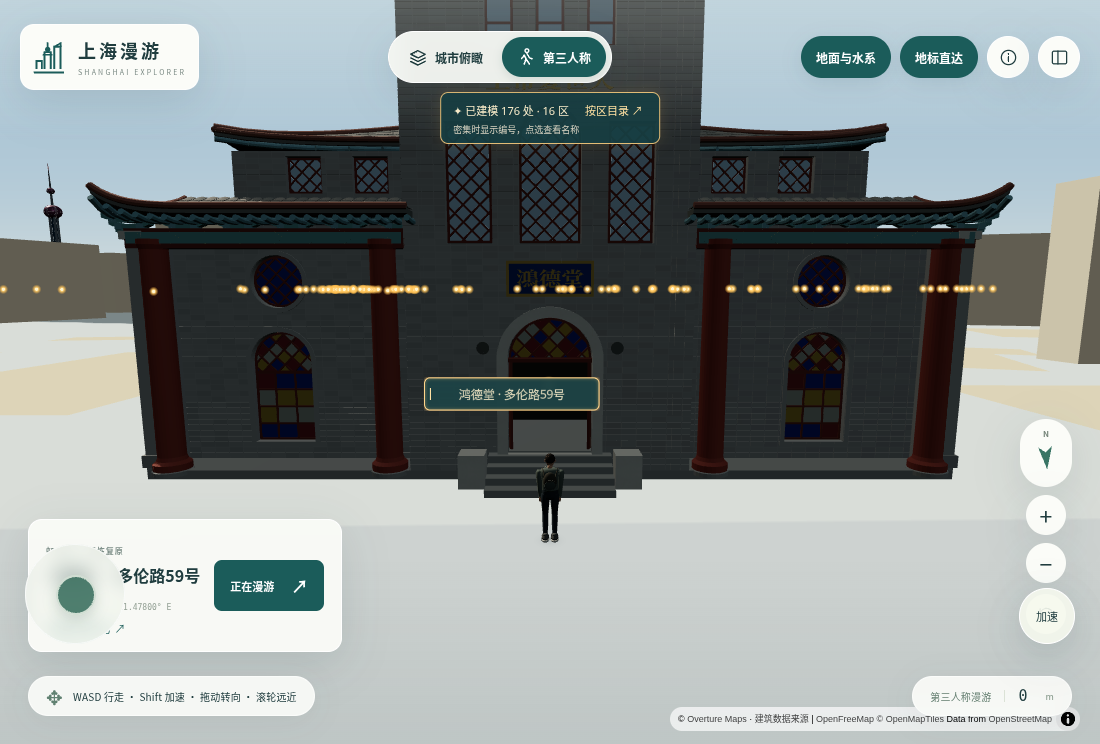 上海漫游
SHANGHAI EXPLORER
城市俯瞰
第三人称
地面与水系
地标直达
✦ 已建模 176 处 · 16 区 按区目录 ↗
密集时显示编号，点选查看名称
鴻德堂
鸿德堂 · 多伦路59号
N
+
−
加速
复原
多伦路59号
1.47800° E
↗
正在漫游 ↗
WASD 行走 · Shift 加速 · 拖动转向 · 滚轮远近
第三人称漫游 0 m
© Overture Maps · 建筑数据来源 | OpenFreeMap © OpenMapTiles Data from OpenStreetMap